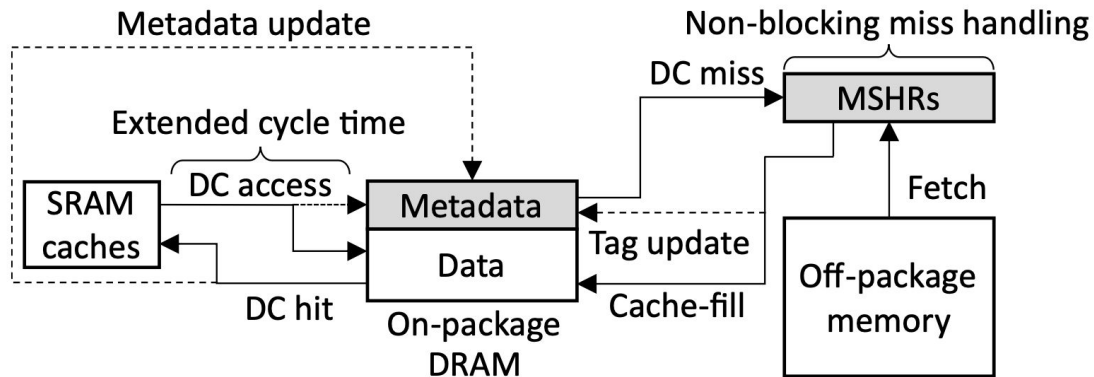 Metadata update
Non-blocking miss handling
DC miss
MSHRs
Extended cycle time
DC access
SRAM
caches
Metadata
Fetch
Tag update
Data
Off-package
memory
DC hit
Cache-fill
On-package
DRAM